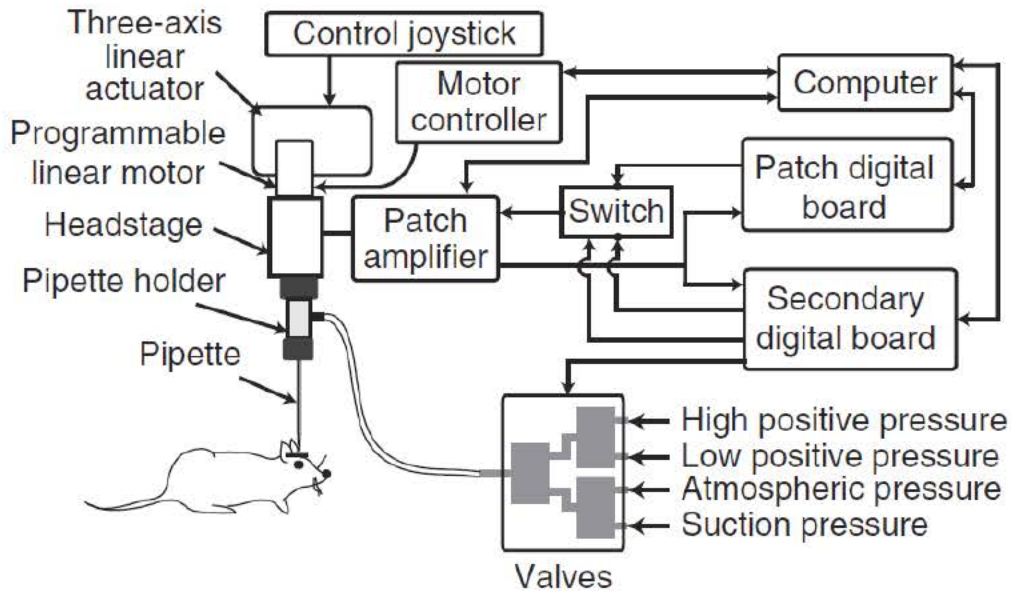 Three-axis
linear
actuator
Control joystick
Motor
controller
Computer
Programmable
linear motor
Patch digital
board
Headstage
Patch
amplifier
Switch
Pipette holder
Secondary
digital board
Pipette
High positive pressure
Low positive pressure
Atmospheric pressure
Suction pressure
Valves